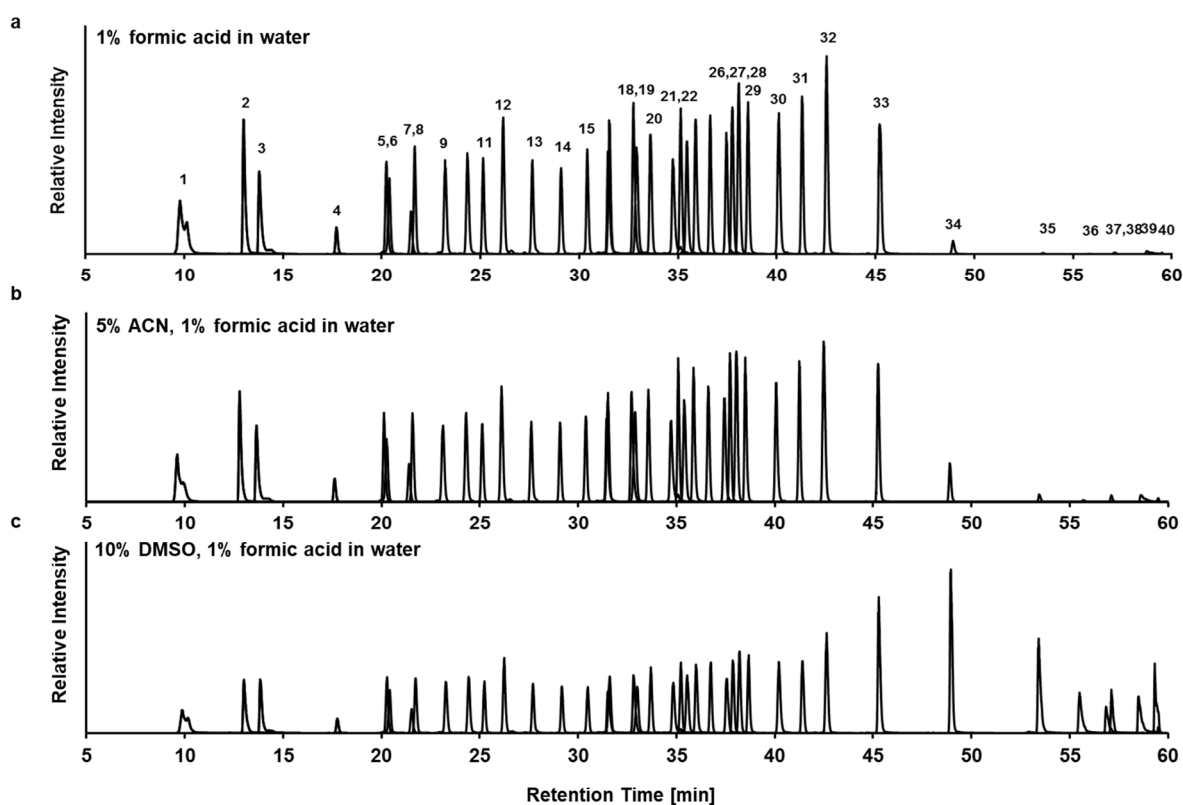 a
1% formic acid in water
Relative Intensity
1 2 3 4 5,6 7,8 9 11 12 13 14 15 18,19 20 21,22 26,27,28 29 30 31 32 33 34 35 36 37,38 39 40
5 10 15 20 25 30 35 40 45 50 55 60
b
5% ACN, 1% formic acid in water
Relative Intensity
5 10 15 20 25 30 35 40 45 50 55 60
c
10% DMSO, 1% formic acid in water
Relative Intensity
5 10 15 20 25 30 35 40 45 50 55 60
Retention Time [min]